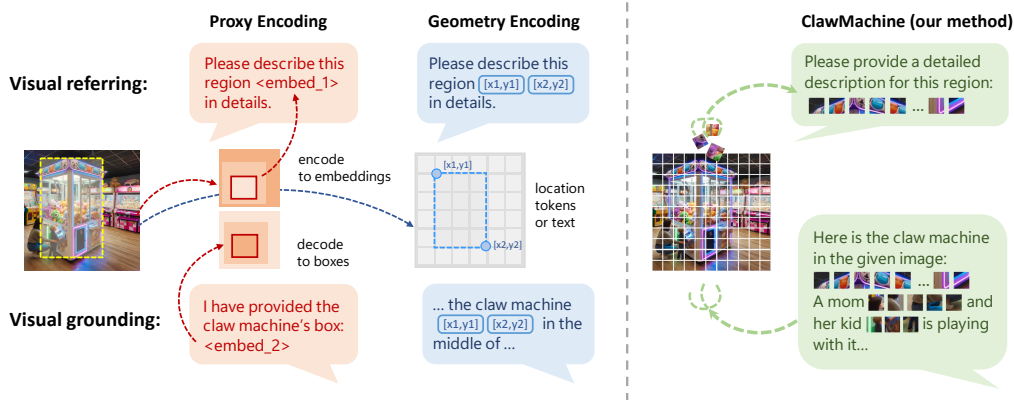 Proxy Encoding
Geometry Encoding
ClawMachine (our method)
Visual referring:
Please describe this
region <embed_1>
in details.
Please describe this
region [x1,y1] [x2,y2]
in details.
Please provide a detailed
description for this region:
...
encode
to embeddings
decode
to boxes
[x1,y1]
[x2,y2]
location
tokens
or text
Visual grounding:
I have provided the
claw machine's box:
<embed_2>
... the claw machine
[x1,y1] [x2,y2] in the
middle of ...
Here is the claw machine
in the given image:
...
A mom and
her kid is playing
with it...